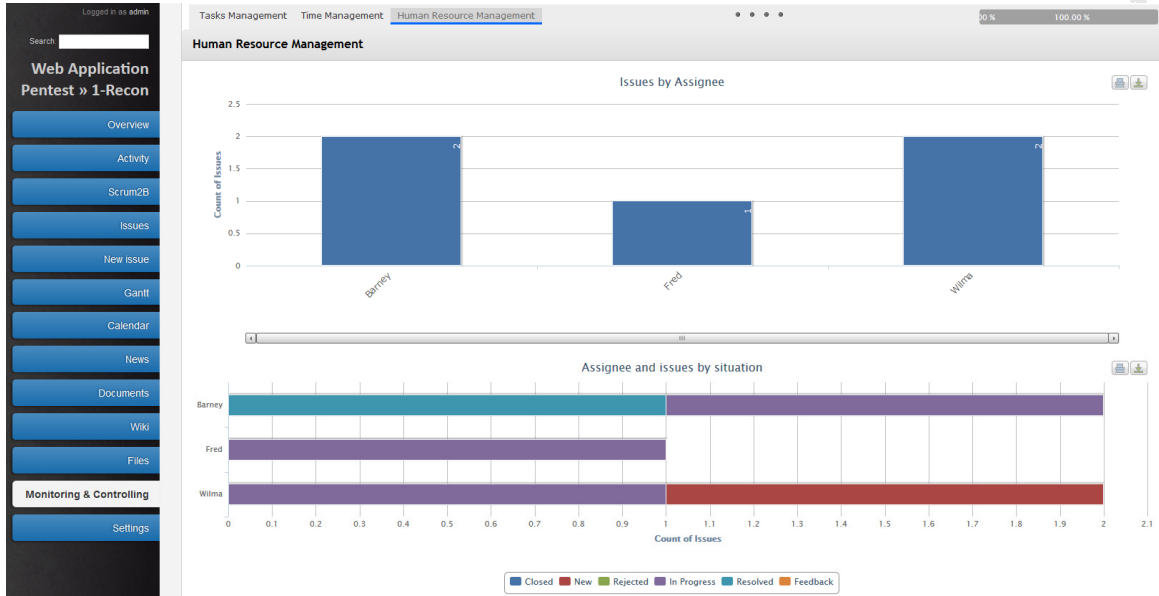 Logged in as admin
Search:
Web Application
Pentest » 1-Recon
Overview
Activity
Scrum2B
Issues
New issue
Gantt
Calendar
News
Documents
Wiki
Files
Monitoring & Controlling
Settings
Tasks Management Time Management Human Resource Management
00 % 100.00 %
Human Resource Management
Issues by Assignee
2.5
2
1.5
1
0.5
0
Count of Issues
2
1
2
Barney Fred Wilma
Assignee and issues by situation
Barney
Fred
Wilma
0 0.1 0.2 0.3 0.4 0.5 0.6 0.7 0.8 0.9 1 1.1 1.2 1.3 1.4 1.5 1.6 1.7 1.8 1.9 2 2.1
Count of Issues
Closed New Rejected In Progress Resolved Feedback